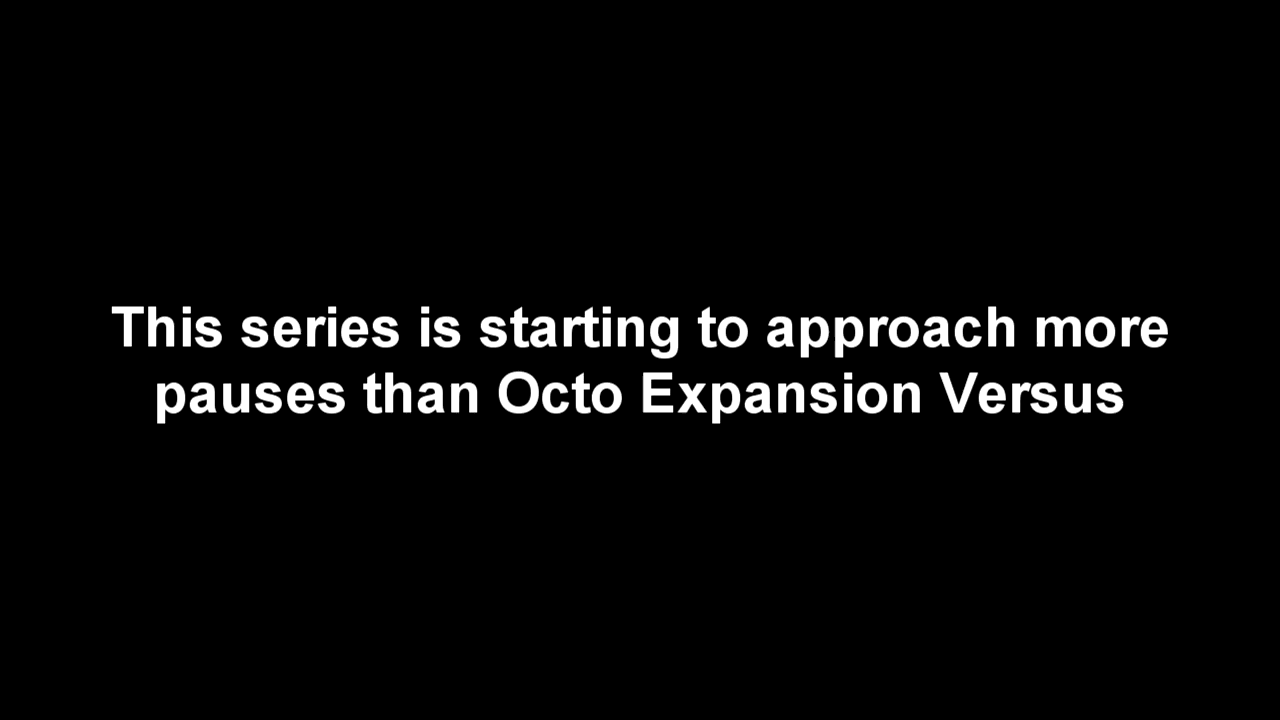 This series is starting to approach more
pauses than Octo Expansion Versus